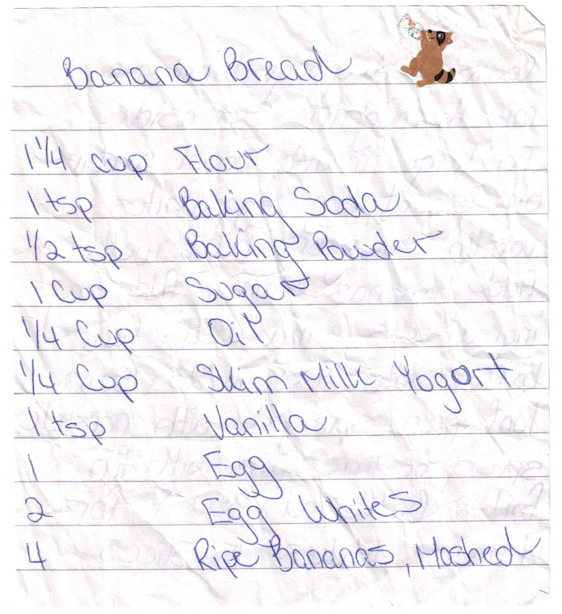 Banana Bread
1 1/4 cup Flour
1 tsp Baking Soda
1/2 tsp Baking Powder
1 Cup Sugar
1/4 Cup Oil
1/4 Cup Skim Milk Yogort
1 tsp Vanilla
1 Egg
2 Egg Whites
4 Ripe Bananas, Mashed